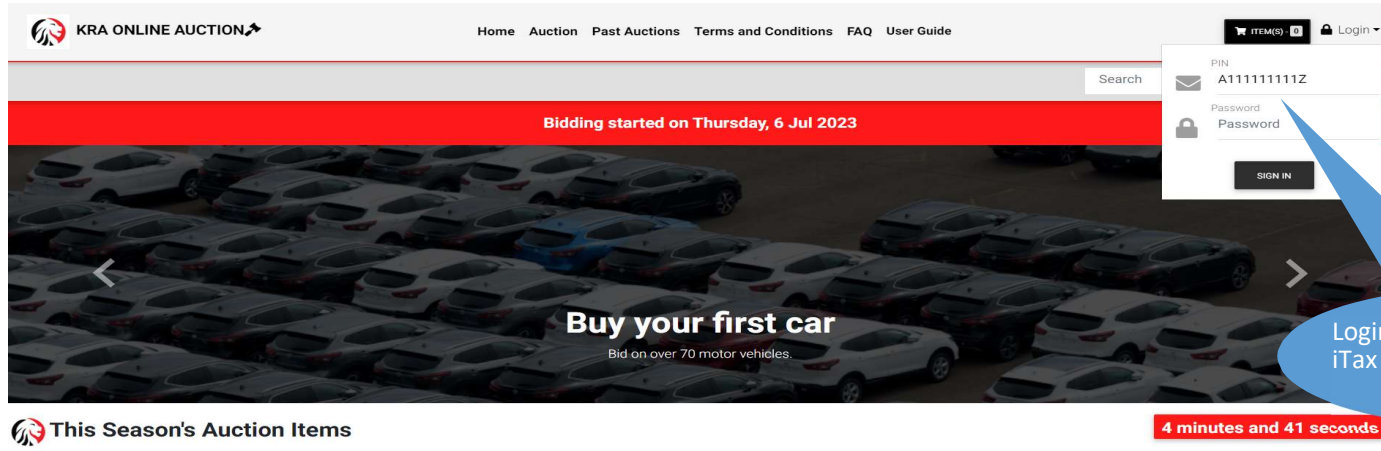 KRA ONLINE AUCTION
Home Auction Past Auctions Terms and Conditions FAQ User Guide
ITEM(S) - 0 Login
Search
PIN
A111111111Z
Password
Password
SIGN IN
Bidding started on Thursday, 6 Jul 2023
Buy your first car
Bid on over 70 motor vehicles.
Login
iTax
This Season's Auction Items
4 minutes and 41 seconds